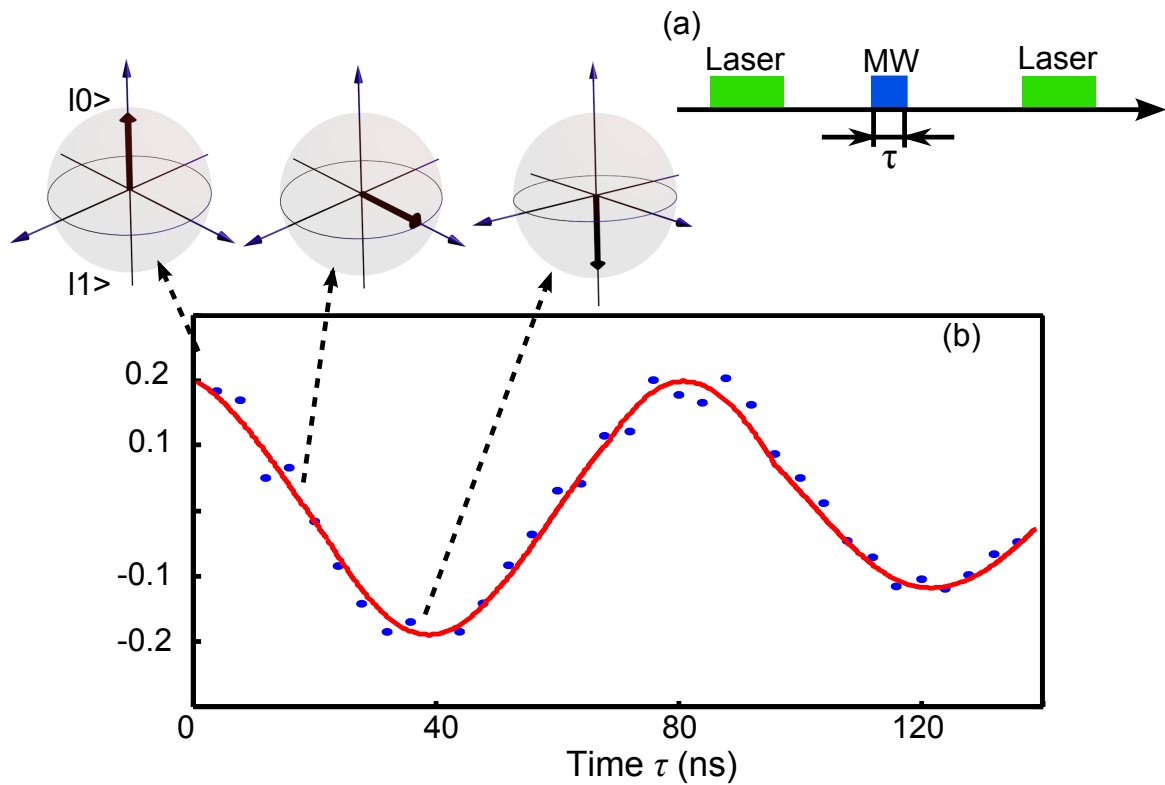 (a)
Laser MW Laser
τ
|0>
|1>
(b)
0.2
0.1
-0.1
-0.2
0 40 80 120
Time τ (ns)